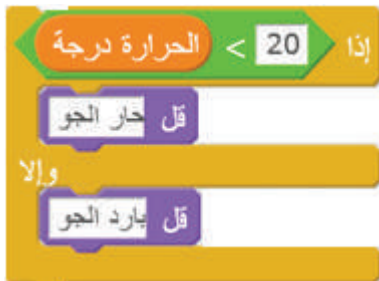 إذا 20 < الحرارة درجة
قل حار الجو
وإلا
قل بارد الجو